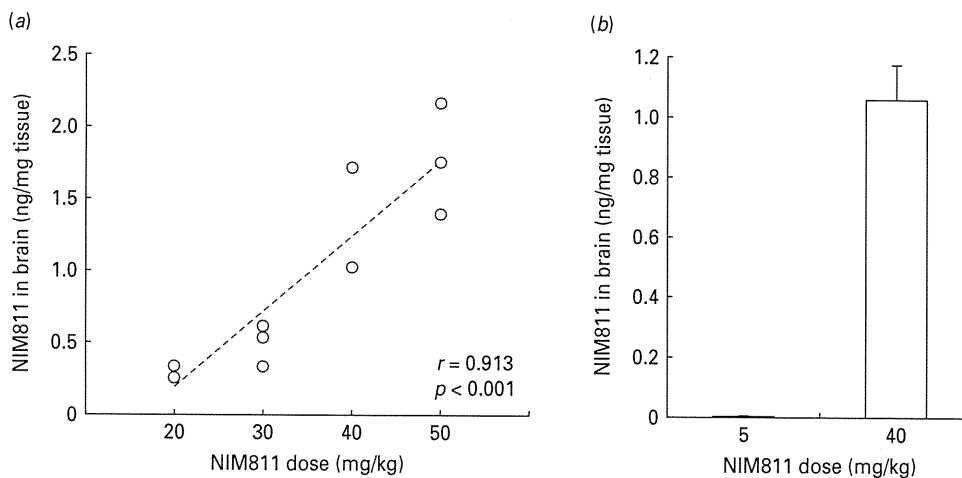 (a)
2.5
2.0
1.5
1.0
0.5
0
20 30 40 50
NIM811 in brain (ng/mg tissue)
NIM811 dose (mg/kg)
r = 0.913
p < 0.001
(b)
1.2
1.0
0.8
0.6
0.4
0.2
0
5 40
NIM811 in brain (ng/mg tissue)
NIM811 dose (mg/kg)